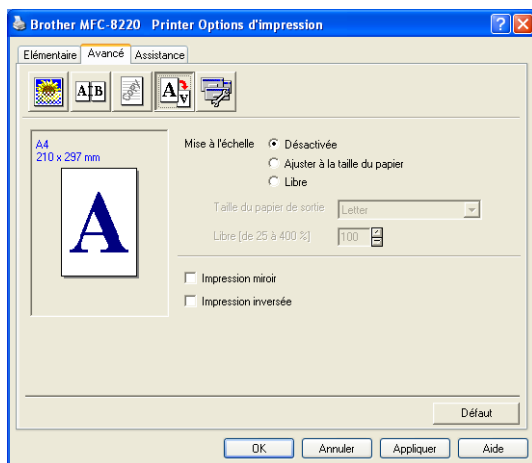 Brother MFC-8220 Printer Options d'impression
Elémentaire Avancé Assistance
A B
A A
A4
210 x 297 mm
A
Mise à l'échelle Désactivée
Ajuster à la taille du papier
Libre
Taille du papier de sortie Letter
Libre [de 25 à 400 %] 100
Impression miroir
Impression inversée
Défaut
OK Annuler Appliquer Aide